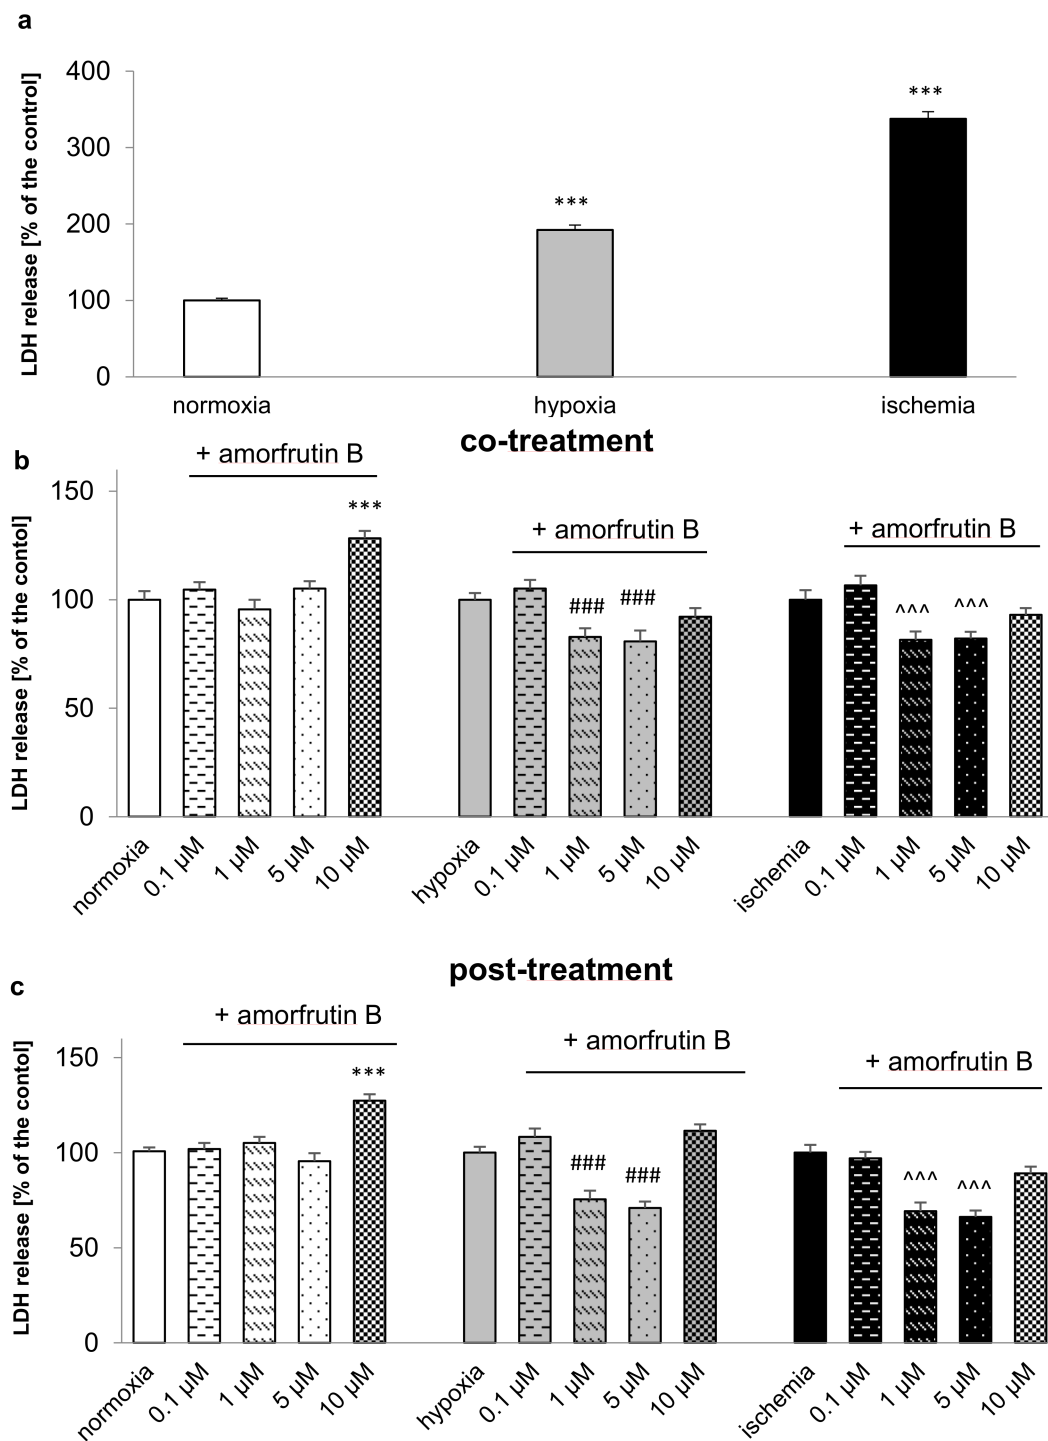 a
LDH release [% of the control]
400
300
200
100
0
***
***
normoxia
hypoxia
ischemia
co-treatment
b
LDH release [% of the contol]
150
100
50
0
+ amorfrutin B
***
+ amorfrutin B
###
###
+ amorfrutin B
^^^
^^^
normoxia
0.1 µM
1 µM
5 µM
10 µM
hypoxia
0.1 µM
1 µM
5 µM
10 µM
ischemia
0.1 µM
1 µM
5 µM
10 µM
post-treatment
c
LDH release [% of the contol]
150
100
50
0
+ amorfrutin B
***
+ amorfrutin B
###
###
+ amorfrutin B
^^^
^^^
normoxia
0.1 µM
1 µM
5 µM
10 µM
hypoxia
0.1 µM
1 µM
5 µM
10 µM
ischemia
0.1 µM
1 µM
5 µM
10 µM